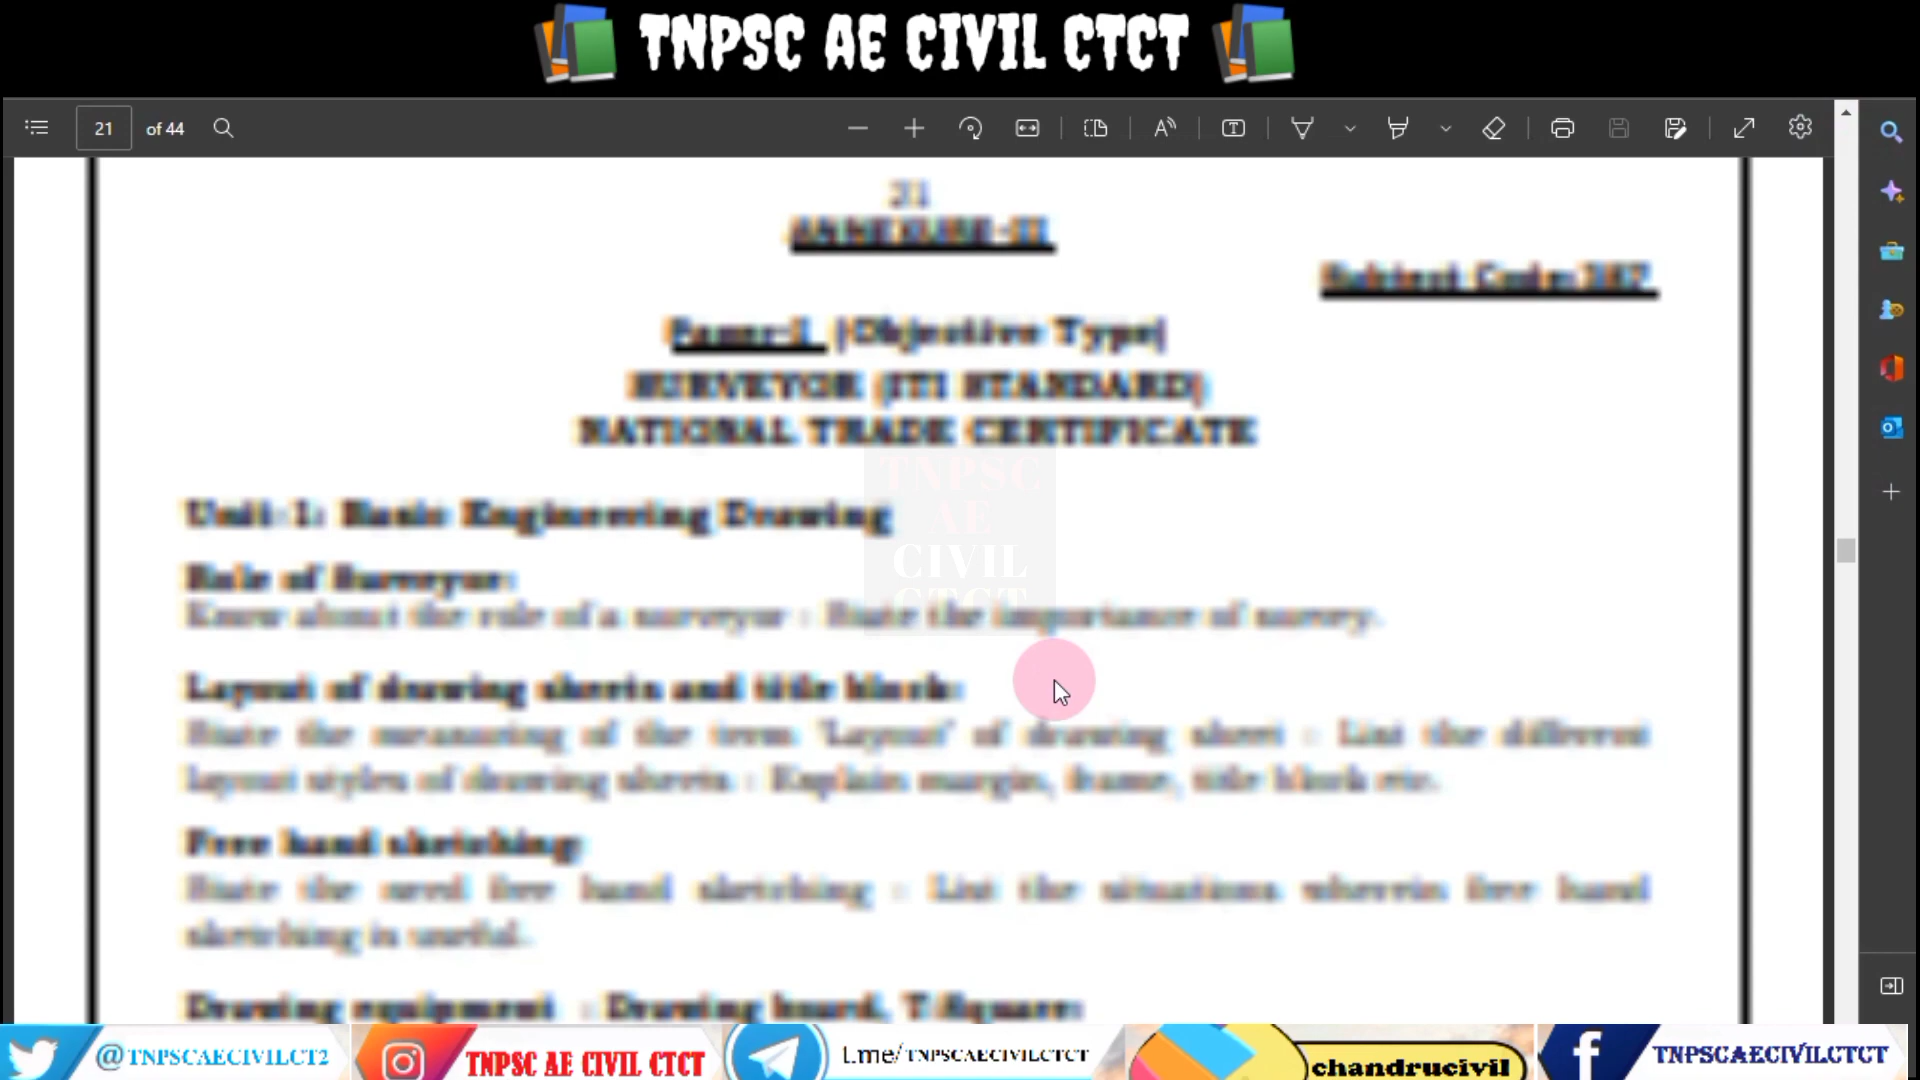 TNPSC AE CIVIL CTCT
21 of 44
21
ANNEXURE-II
Subject Code:
Paper-I (Objective Type)
SURVEYOR (ITI STANDARD)
NATIONAL TRADE CERTIFICATE
TNPSC
AE
CIVIL
CTCT
Unit-1: Basic Engineering Drawing
Role of Surveyor:
Know about the role of a surveyor : State the importance of survey.
Layout of drawing sheets and title block:
State the of the term 'Layout' of drawing sheet : List the different
layout styles of drawing sheets : Explain margin, frame, title block etc.
Free hand sketching
State the need free hand sketching : List the situations wherein free hand
sketching is useful.
Drawing equipment : Drawing board, T Square:
@TNPSCAECIVILCT2
TNPSC AE CIVIL CTCT
t.me/TNPSCAECIVILCTCT
chandrucivil
TNPSCAECIVILCTCT